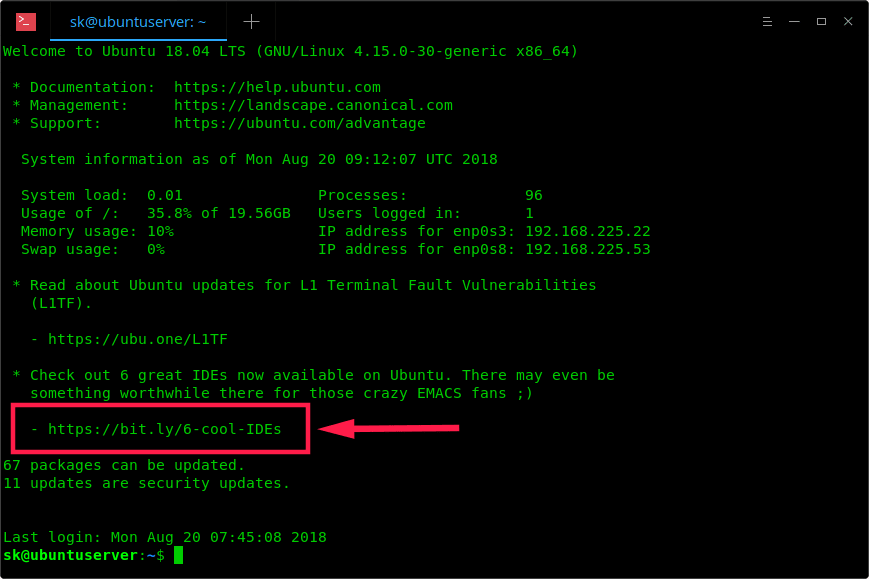 sk@ubuntuserver: ~
Welcome to Ubuntu 18.04 LTS (GNU/Linux 4.15.0-30-generic x86_64)
* Documentation:  https://help.ubuntu.com
* Management:     https://landscape.canonical.com
* Support:        https://ubuntu.com/advantage
System information as of Mon Aug 20 09:12:07 UTC 2018
System load:  0.01               Processes:             96
Usage of /:   35.8% of 19.56GB   Users logged in:       1
Memory usage: 10%                IP address for enp0s3: 192.168.225.22
Swap usage:   0%                 IP address for enp0s8: 192.168.225.53
* Read about Ubuntu updates for L1 Terminal Fault Vulnerabilities
(L1TF).
- https://ubu.one/L1TF
* Check out 6 great IDEs now available on Ubuntu. There may even be
something worthwhile there for those crazy EMACS fans ;)
- https://bit.ly/6-cool-IDEs
67 packages can be updated.
11 updates are security updates.
Last login: Mon Aug 20 07:45:08 2018
sk@ubuntuserver:~$